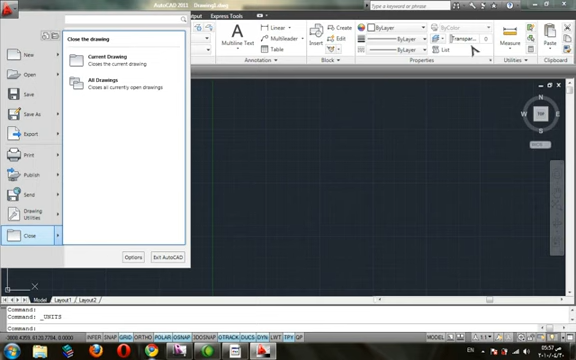 AutoCAD 2011 Drawing1.dwg
Type a keyword or phrase
Output Express Tools
Close the drawing
New
Current Drawing
Closes the current drawing
Open
All Drawings
Closes all currently open drawings
Save
Save As
Export
Print
Publish
Send
Drawing
Utilities
Close
Options
Exit AutoCAD
Multiline Text
Linear
Multileader
Table
Annotation
Insert
Create
Edit
Block
ByLayer
ByLayer
ByLayer
ByColor
Transpar... 0
List
Properties
Measure
Utilities
Paste
Clipboard
N
W TOP E
S
Model Layout1 Layout2
Command:
Command: _UNITS
Command:
INFER SNAP GRID ORTHO POLAR OSNAP 3DOSNAP OTRACK DUCS DYN LWT TPY QP
MODEL
1:1
EN
05:57